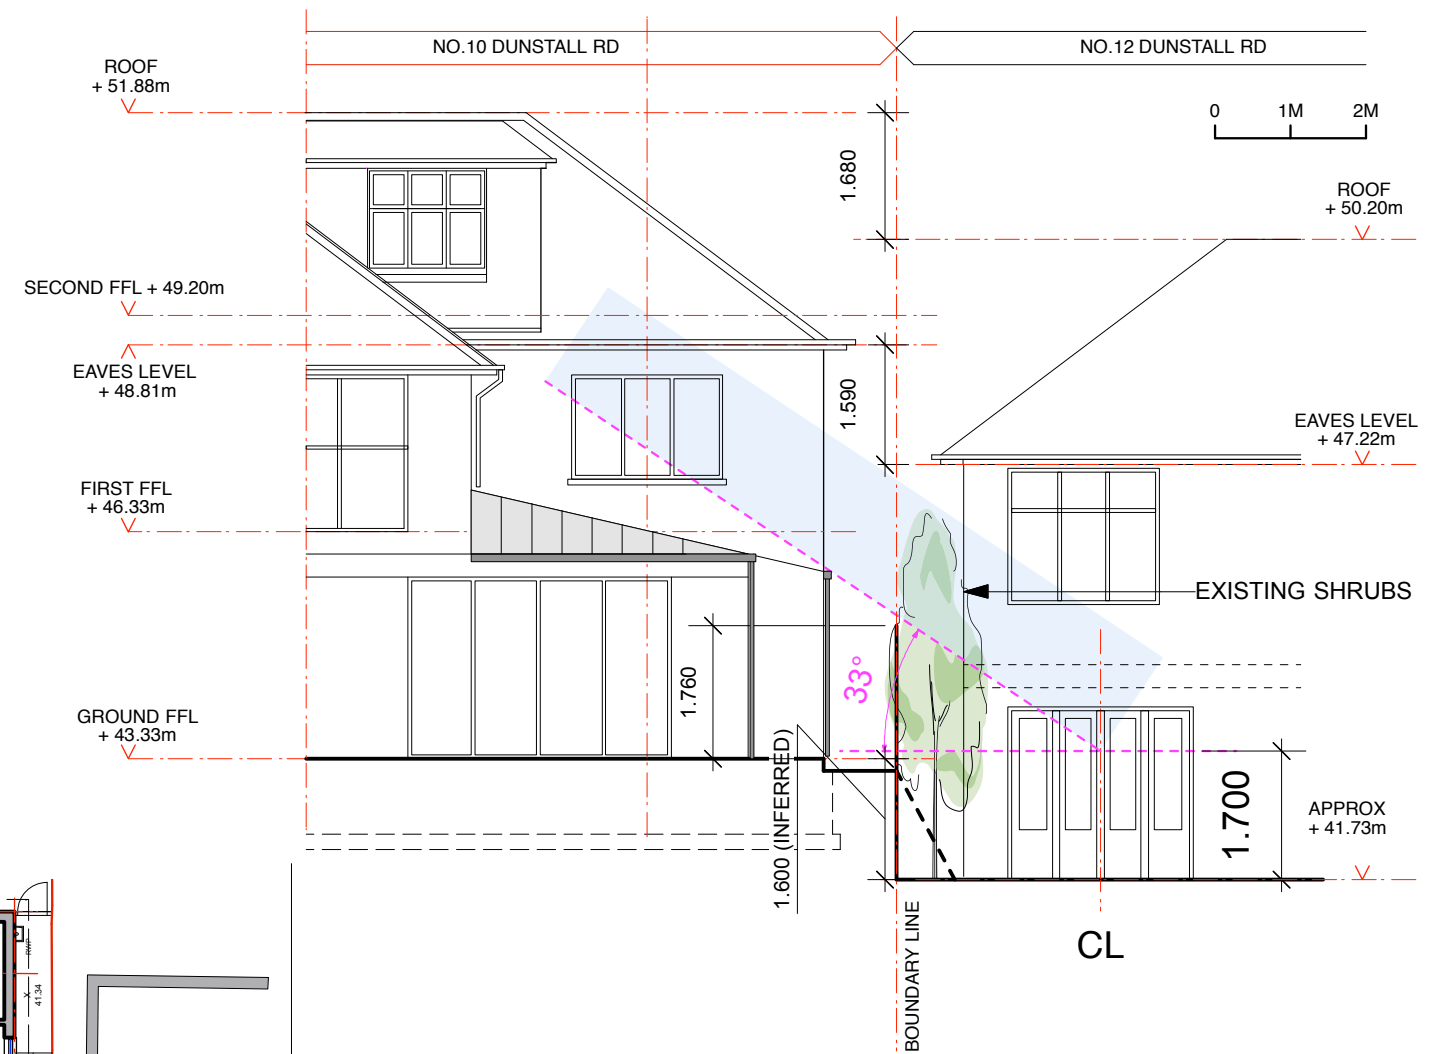 NO.10 DUNSTALL RD
NO.12 DUNSTALL RD
ROOF
+ 51.88m
0 1M 2M
1.680
ROOF
+ 50.20m
SECOND FFL + 49.20m
EAVES LEVEL
+ 48.81m
1.590
EAVES LEVEL
+ 47.22m
FIRST FFL
+ 46.33m
EXISTING SHRUBS
33°
1.760
GROUND FFL
+ 43.33m
1.600 (INFERRED)
1.700
APPROX
+ 41.73m
CL
BOUNDARY LINE
RWP
X
41.34